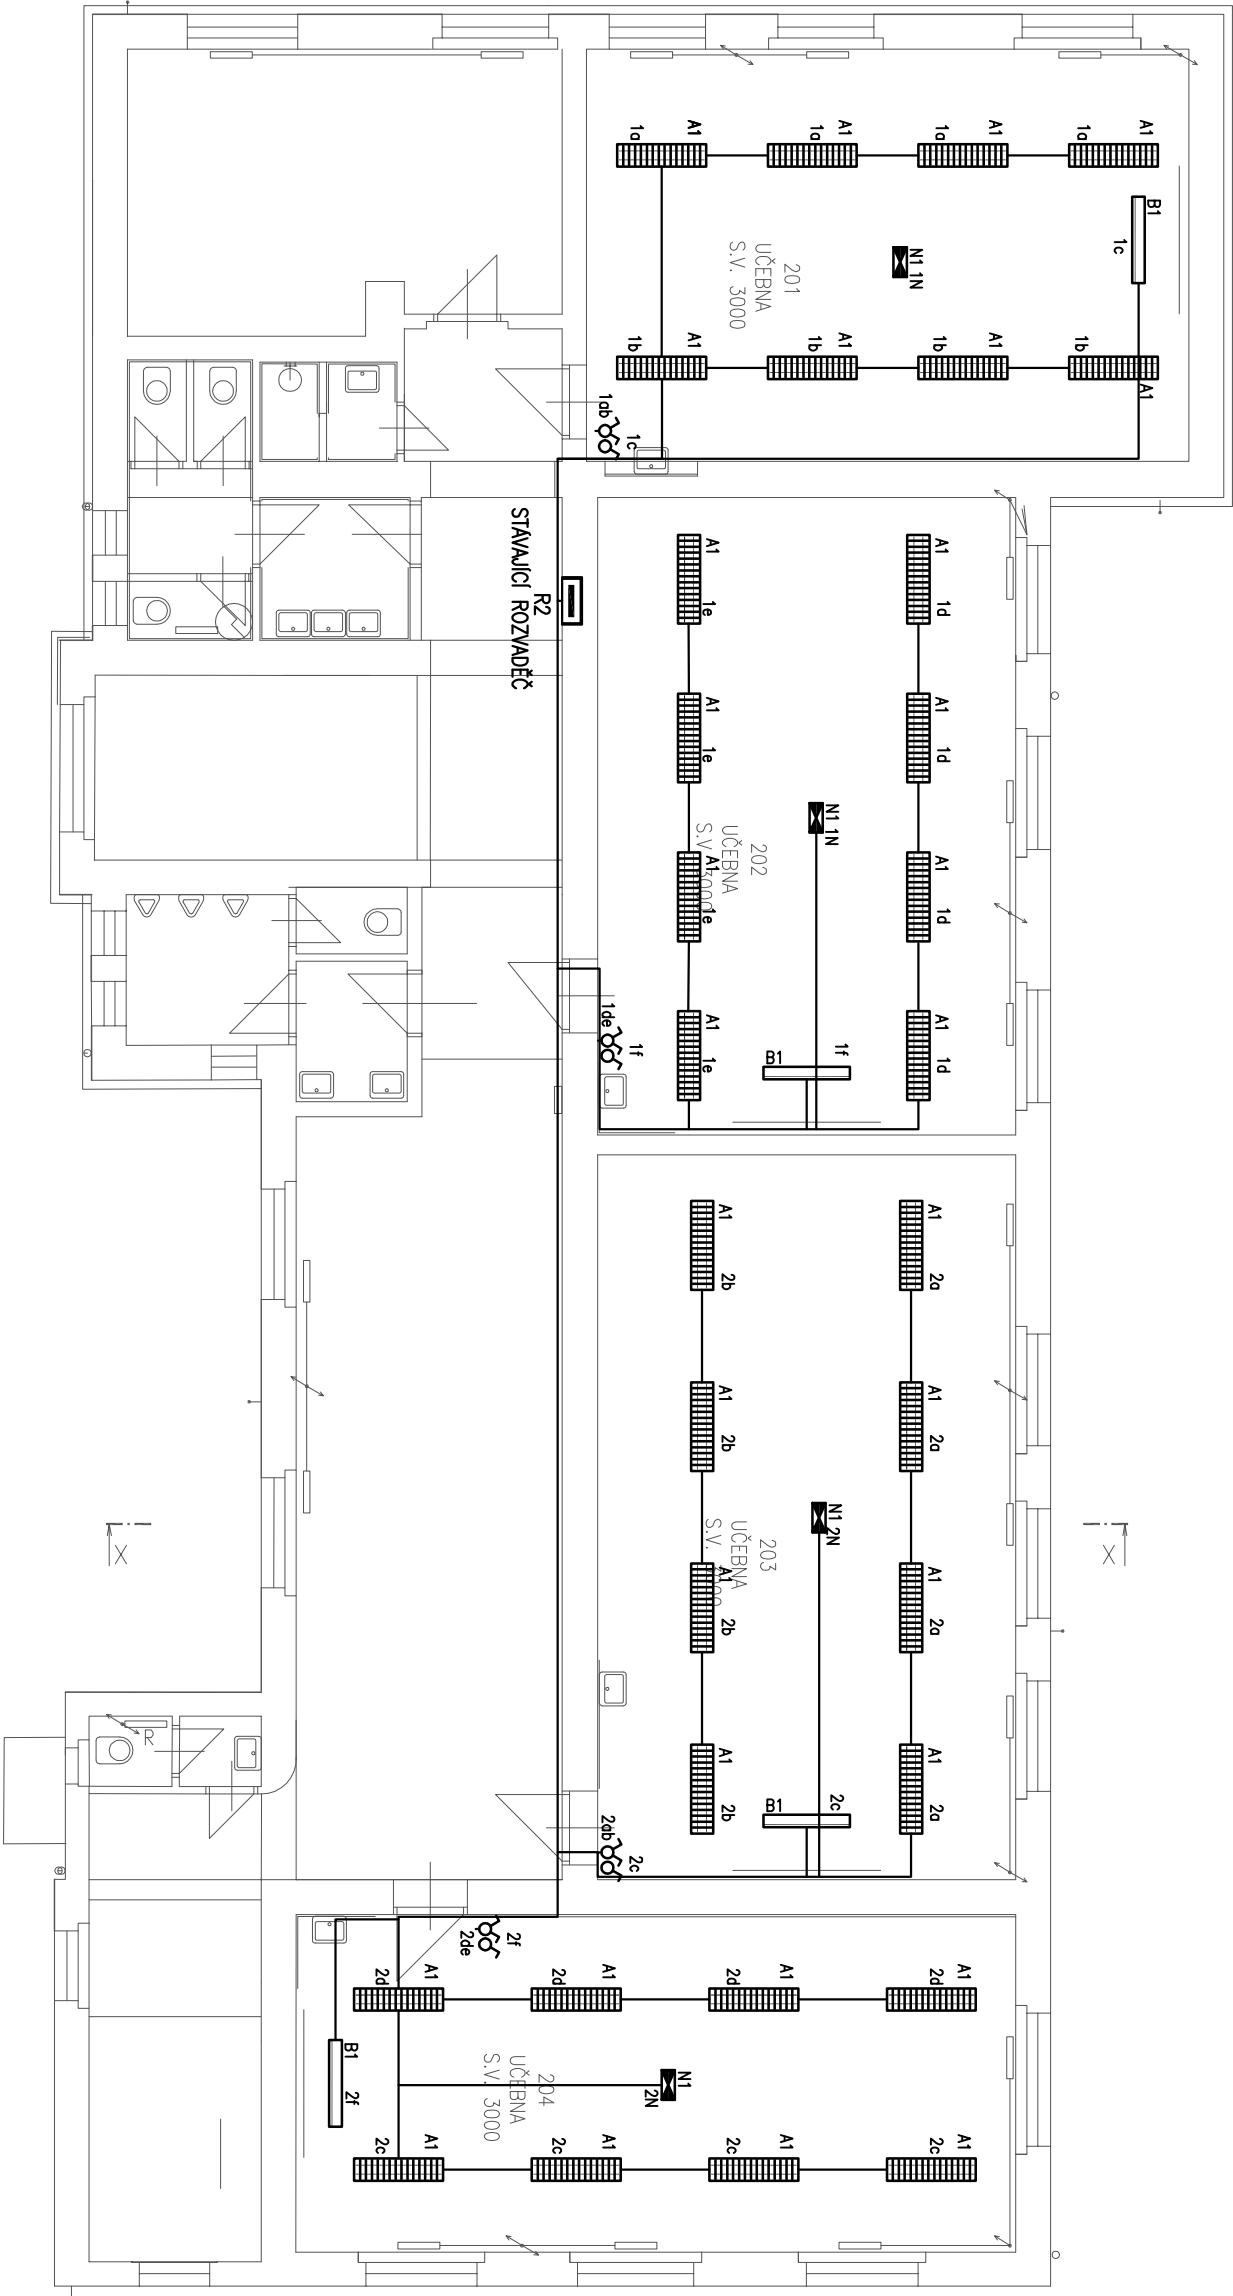 A1
1a
A1
1a
A1
1a
A1
1a
B1
1c
N1 1N
201
UČEBNA
S.V. 3000
A1
1b
A1
1b
A1
1b
A1
1b
1ab
1c
R2
STÁVAJÍCÍ ROZVADĚČ
A1
1e
A1
1d
A1
1e
A1
1d
N1 1N
202
UČEBNA
S.V. 3000
A1
1e
A1
1d
A1
1e
A1
1d
1de
1f
B1
1f
A1
2b
A1
2a
A1
2b
A1
2a
N1 2N
203
UČEBNA
S.V. 3000
A1
2b
A1
2a
X
X
A1
2b
A1
2a
B1
2c
2ab
2c
R
2f
2de
A1
2d
A1
2d
A1
2d
A1
2d
B1
2f
N1
2N
204
UČEBNA
S.V. 3000
A1
2c
A1
2c
A1
2c
A1
2c